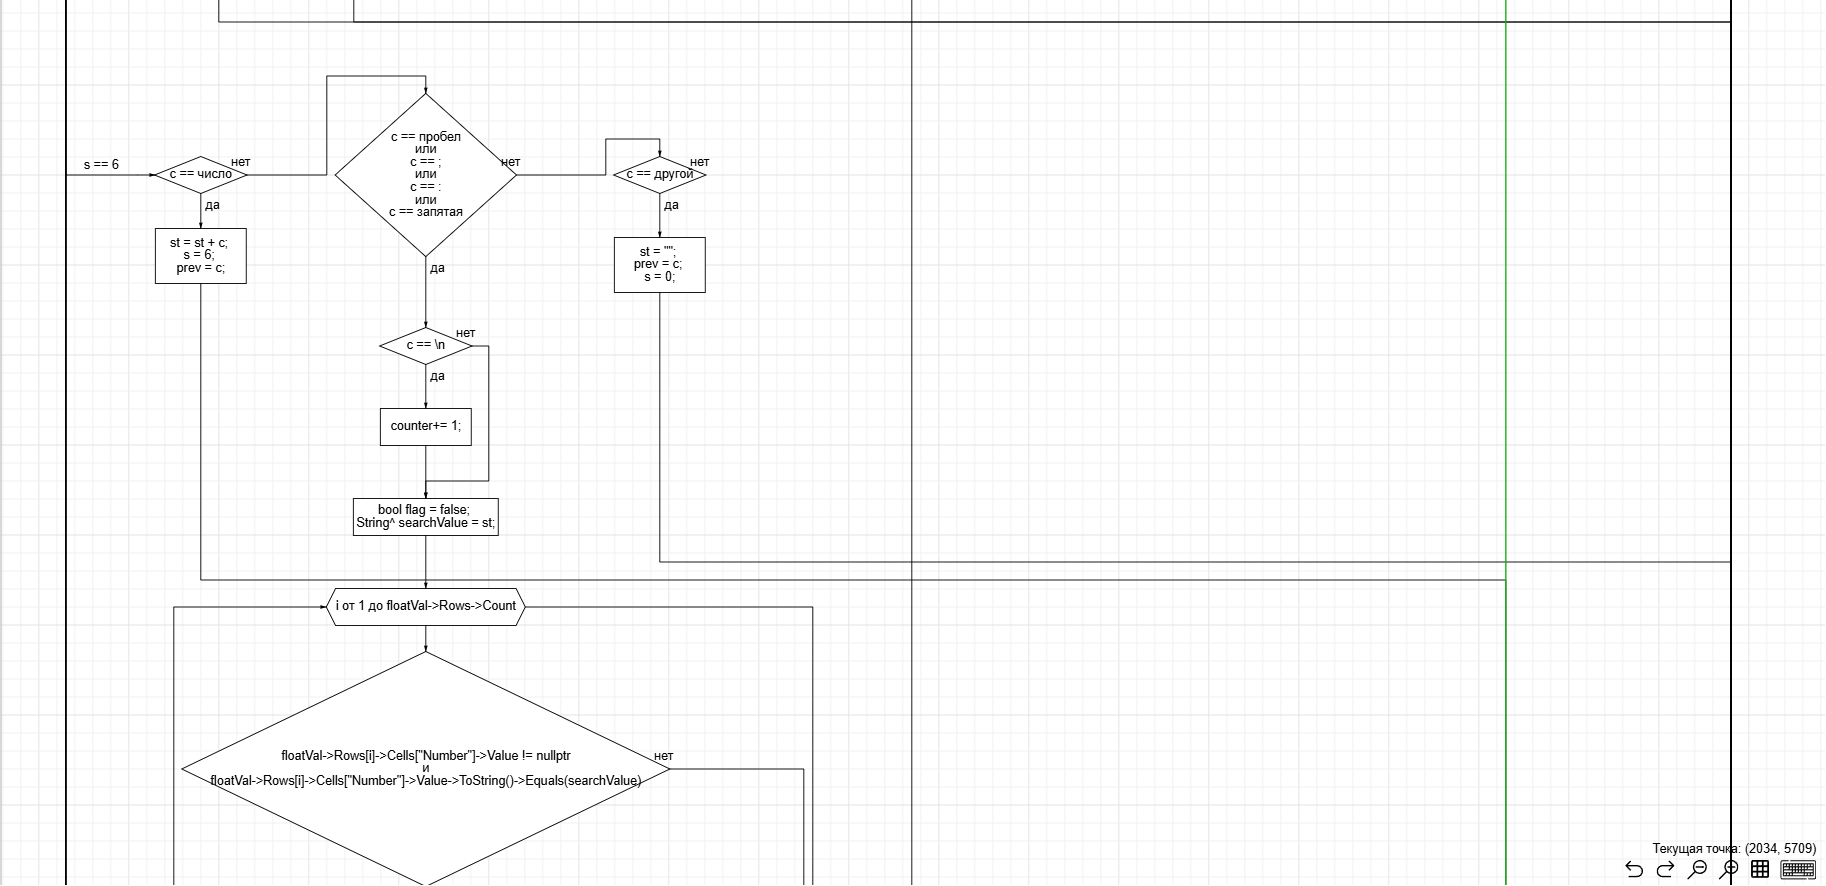 s == 6
c == число
нет
да
st = st + c;
s = 6;
prev = c;
c == пробел
или
c == ;
или
c == :
или
c == запятая
нет
да
c == другой
нет
да
st = "";
prev = c;
s = 0;
c == \n
нет
да
counter+= 1;
bool flag = false;
String^ searchValue = st;
i от 1 до floatVal->Rows->Count
floatVal->Rows[i]->Cells["Number"]->Value != nullptr
и
floatVal->Rows[i]->Cells["Number"]->Value->ToString()->Equals(searchValue)
нет
Текущая точка: (2034, 5709)